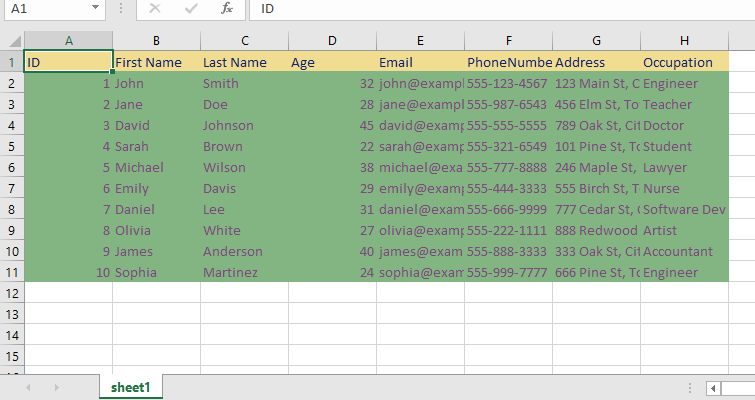 A1 fx ID
A B C D E F G H
1 ID First Name Last Name Age Email PhoneNumbe Address Occupation
2 1 John Smith 32 john@exampl 555-123-4567 123 Main St, C Engineer
3 2 Jane Doe 28 jane@exampl 555-987-6543 456 Elm St, To Teacher
4 3 David Johnson 45 david@examp 555-555-5555 789 Oak St, Cit Doctor
5 4 Sarah Brown 22 sarah@examp 555-321-6549 101 Pine St, To Student
6 5 Michael Wilson 38 michael@exa 555-777-8888 246 Maple St, Lawyer
7 6 Emily Davis 29 emily@examp 555-444-3333 555 Birch St, T Nurse
8 7 Daniel Lee 31 daniel@exam 555-666-9999 777 Cedar St, Software Dev
9 8 Olivia White 27 olivia@examp 555-222-1111 888 Redwood Artist
10 9 James Anderson 40 james@exam 555-888-3333 333 Oak St, Cit Accountant
11 10 Sophia Martinez 24 sophia@exam 555-999-7777 666 Pine St, To Engineer
12
13
14
15
sheet1